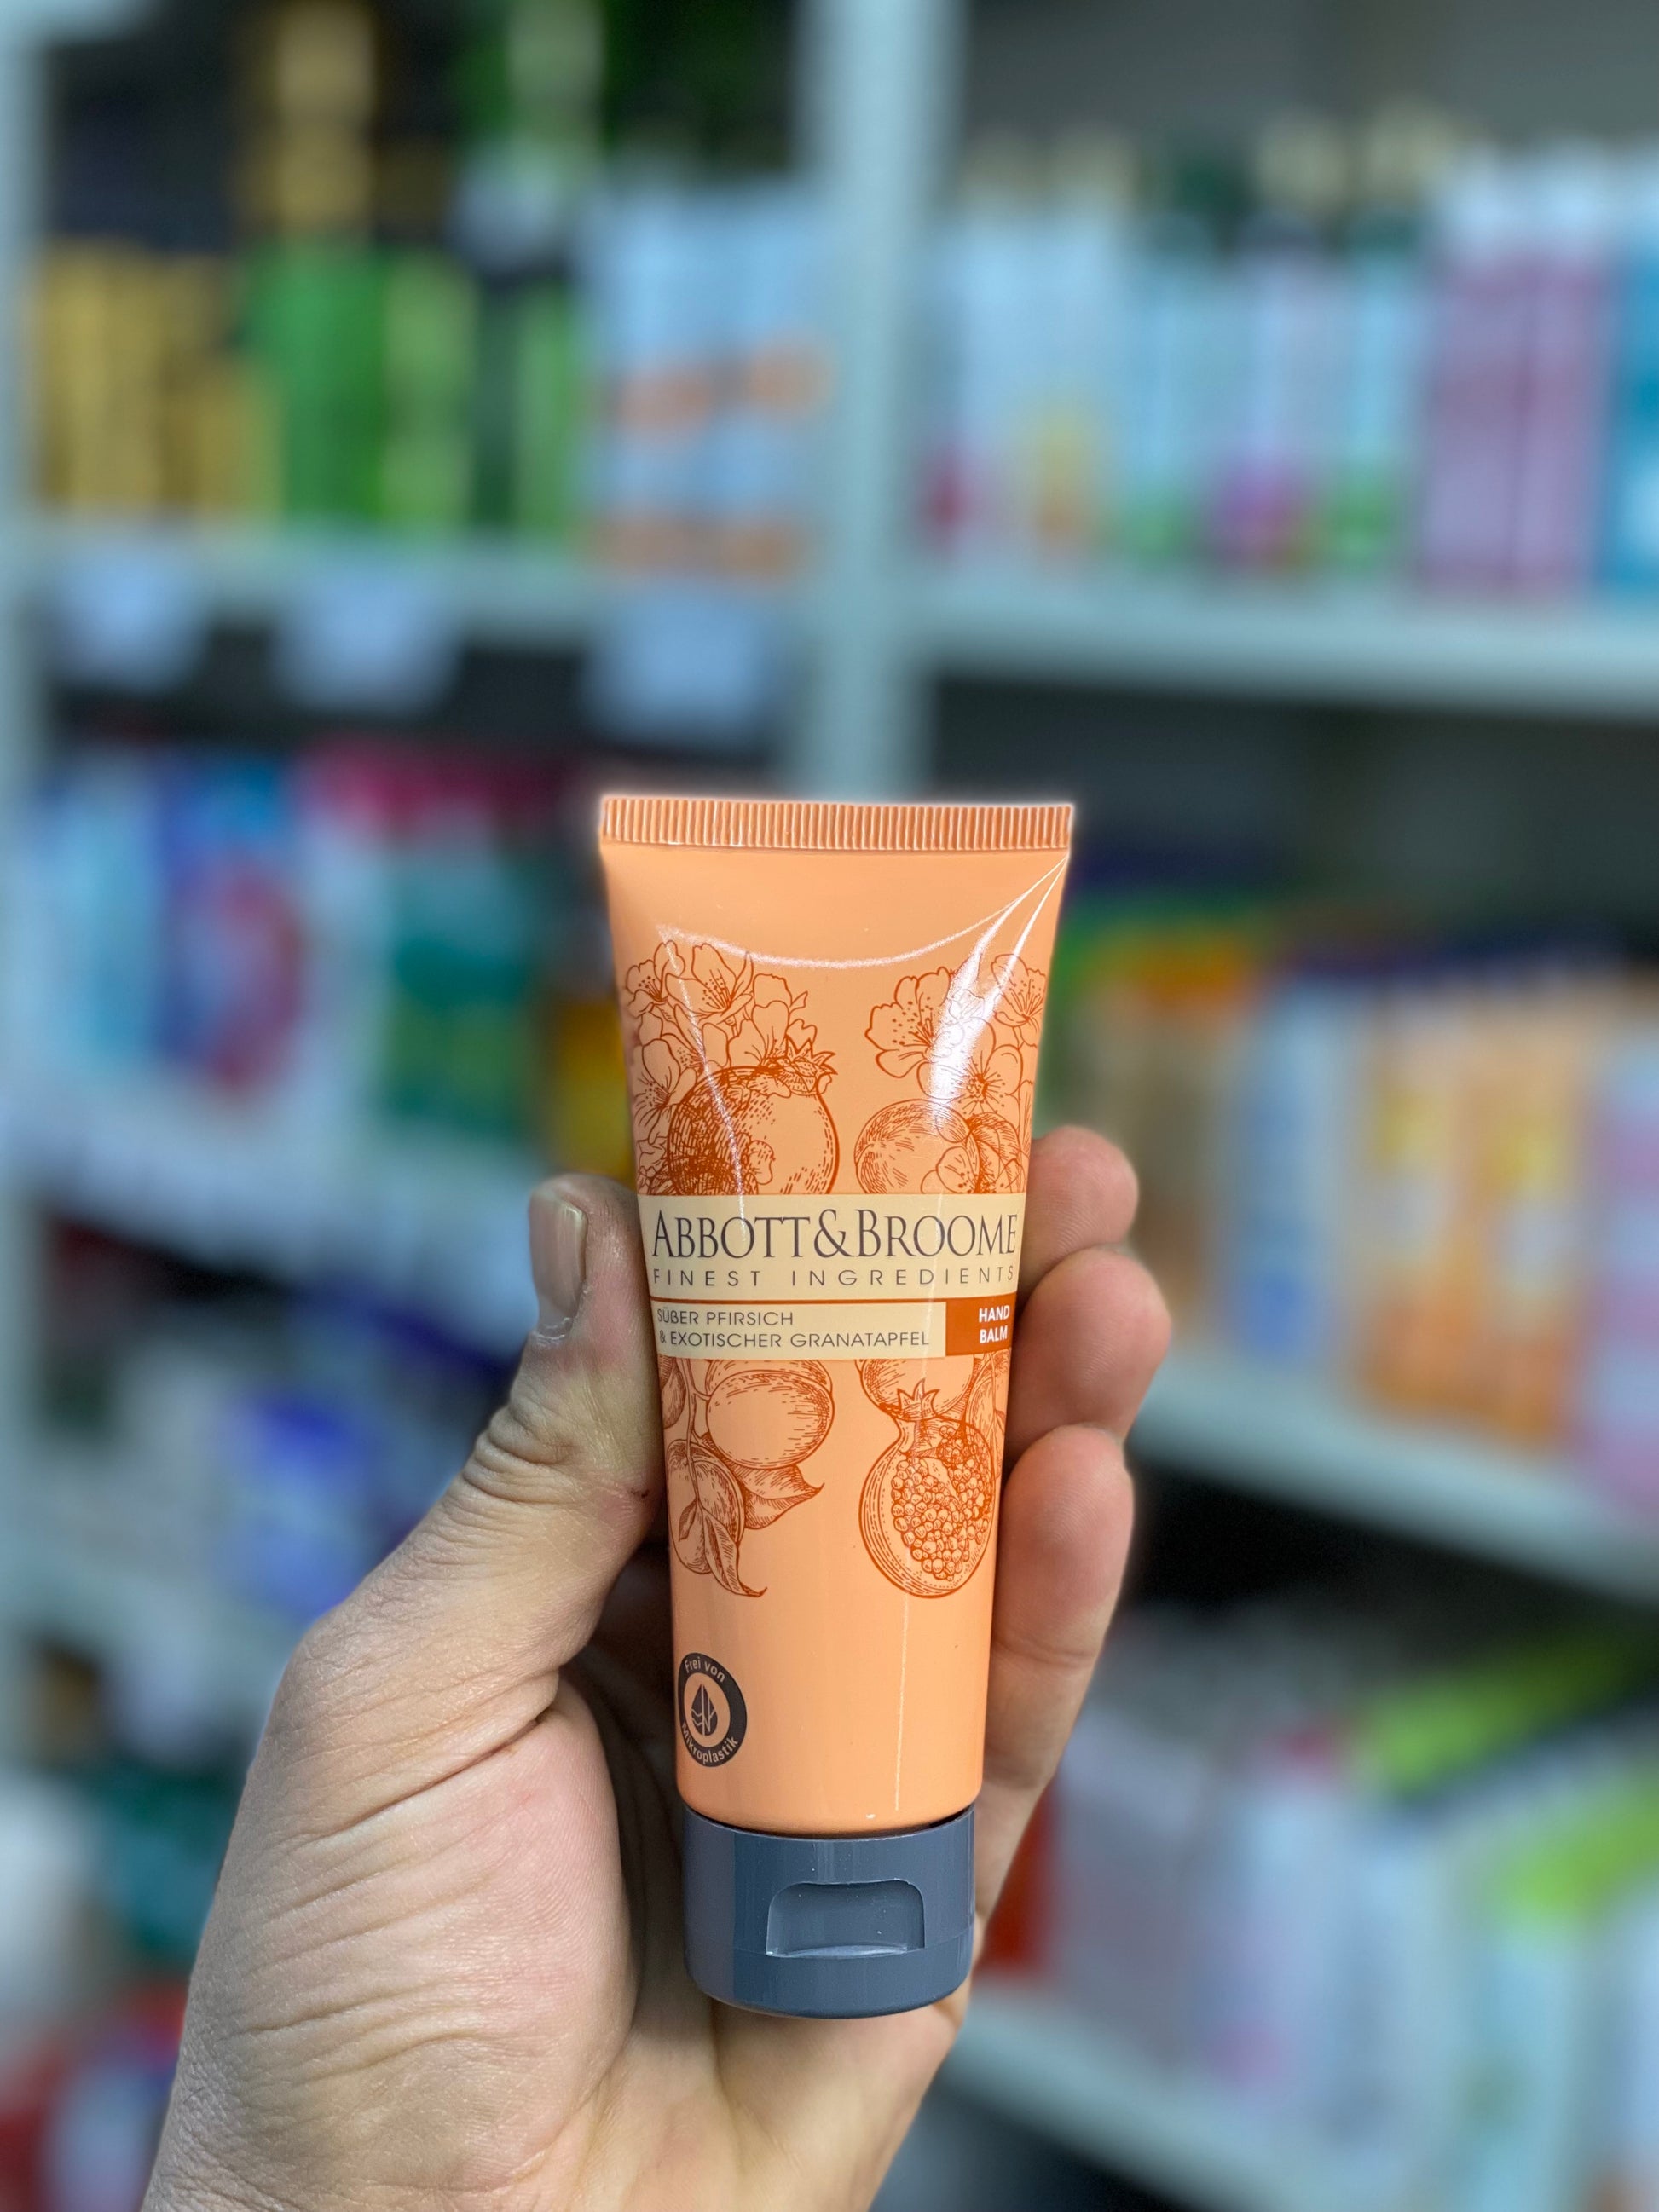 ABBOTT&BROOME
FINEST INGREDIENTS
SÜßER PFIRSICH
& EXOTISCHER GRANATAPFEL
HAND
BALM
Frei von
Mikroplastik